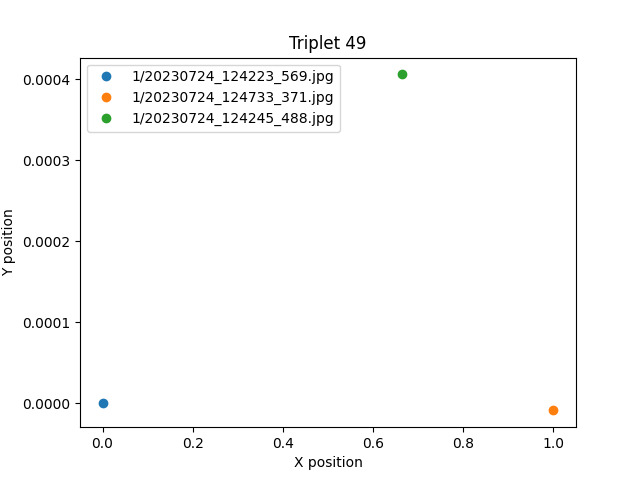 Triplet 49
1/20230724_124223_569.jpg
1/20230724_124733_371.jpg
1/20230724_124245_488.jpg
0.0004
0.0003
0.0002
0.0001
0.0000
Y position
0.0 0.2 0.4 0.6 0.8 1.0
X position